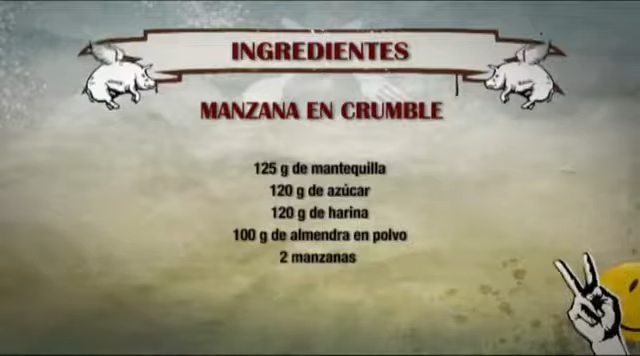 INGREDIENTES
MANZANA EN CRUMBLE
125 g de mantequilla
120 g de azúcar
120 g de harina
100 g de almendra en polvo
2 manzanas